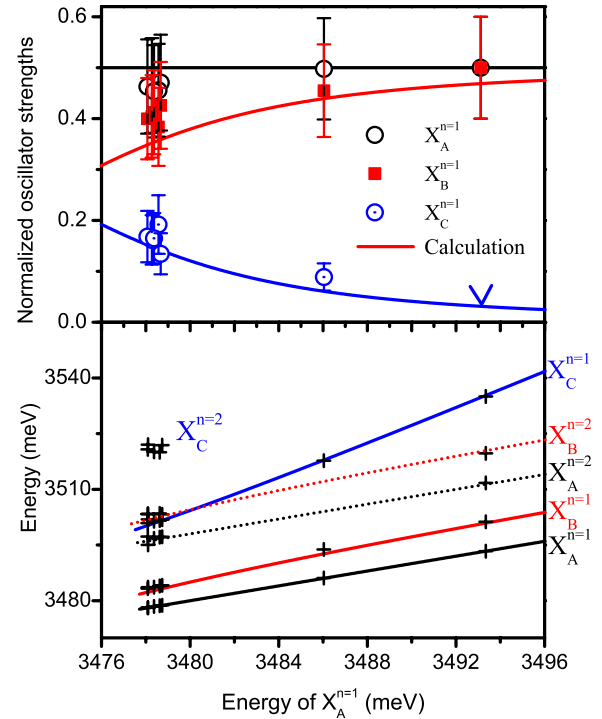 Normalized oscillator strengths
0.6
0.4
0.2
0.0
X_A^{n=1}
X_B^{n=1}
X_C^{n=1}
Calculation
Energy (meV)
3540
3510
3480
X_C^{n=2}
X_C^{n=1}
X_B^{n=2}
X_A^{n=2}
X_B^{n=1}
X_A^{n=1}
3476 3480 3484 3488 3492 3496
Energy of X_A^{n=1} (meV)